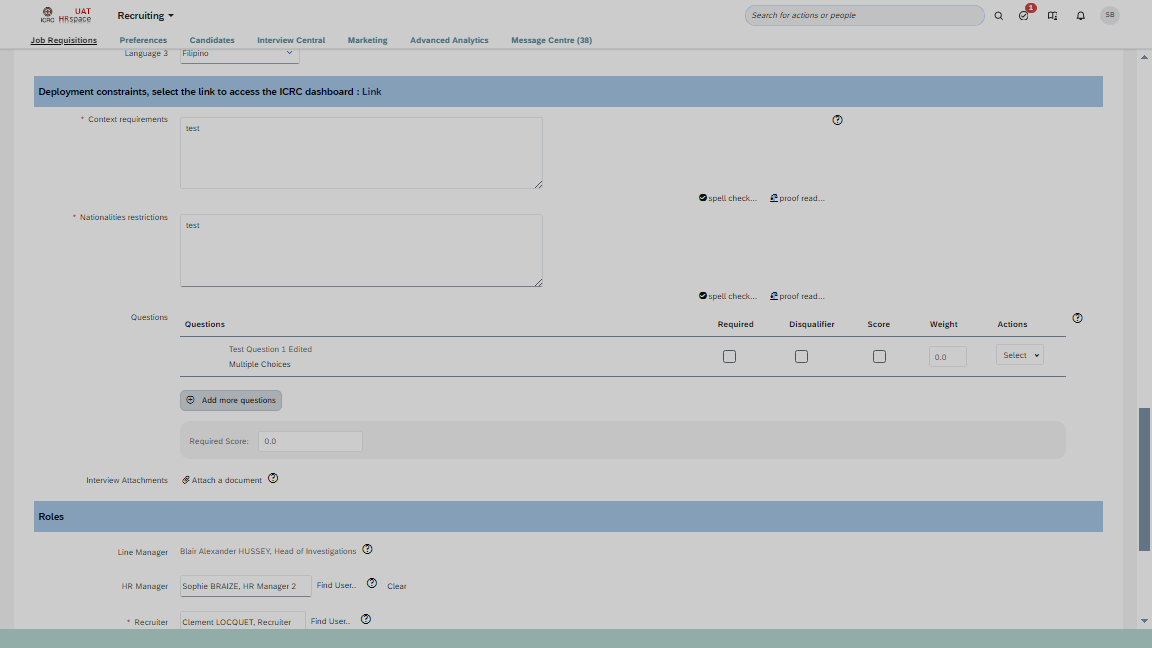 ICRC UAT HRspace Recruiting Search for actions or people 1 SB
Job Requisitions Preferences Candidates Interview Central Marketing Advanced Analytics Message Centre (38)
Language 3 Filipino
Deployment constraints, select the link to access the ICRC dashboard : Link
* Context requirements test
spell check... proof read...
* Nationalities restrictions test
spell check... proof read...
Questions
Questions Required Disqualifier Score Weight Actions
Test Question 1 Edited
Multiple Choices 0.0 Select
Add more questions
Required Score: 0.0
Interview Attachments Attach a document
Roles
Line Manager Blair Alexander HUSSEY, Head of Investigations
HR Manager Sophie BRAIZE, HR Manager 2 Find User.. Clear
* Recruiter Clement LOCQUET, Recruiter Find User..